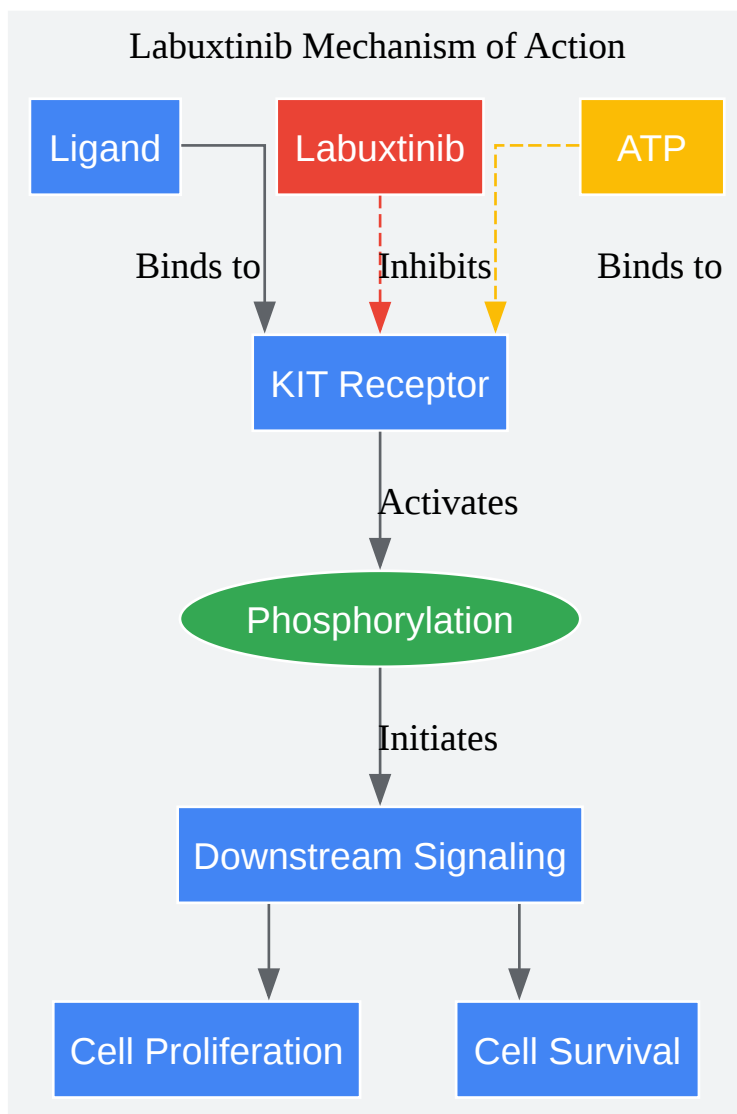 Labuxtinib Mechanism of Action
Ligand
Labuxtinib
ATP
Binds to
Inhibits
Binds to
KIT Receptor
Activates
Phosphorylation
Initiates
Downstream Signaling
Cell Proliferation
Cell Survival